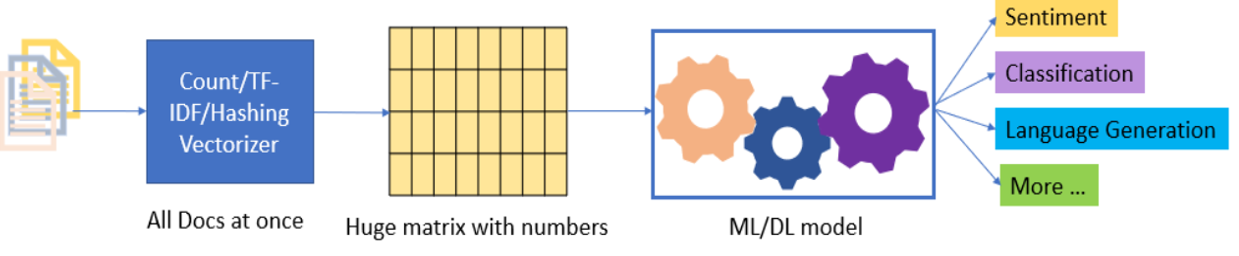 Count/TF-
IDF/Hashing
Vectorizer
All Docs at once
Huge matrix with numbers
ML/DL model
Sentiment
Classification
Language Generation
More ...